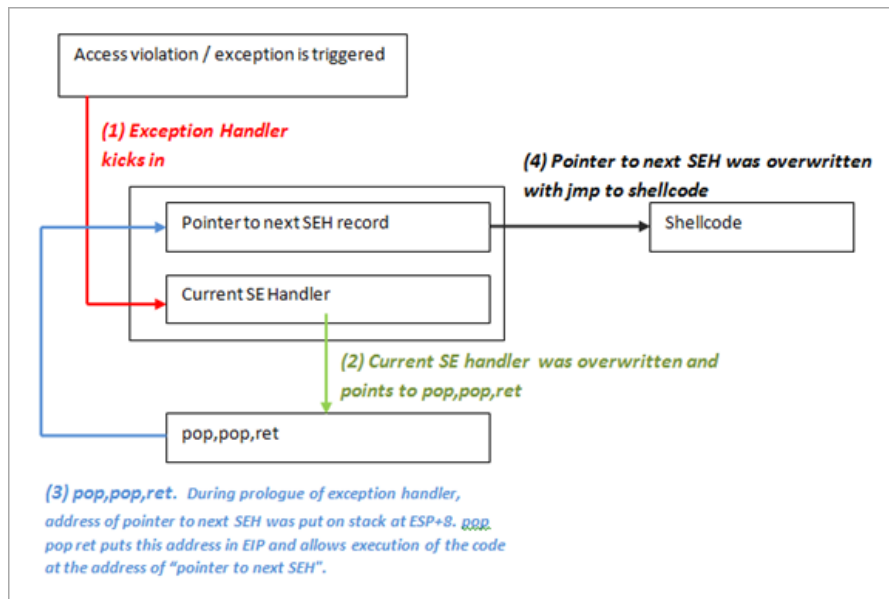 Access violation / exception is triggered
(1) Exception Handler
kicks in
(4) Pointer to next SEH was overwritten
with jmp to shellcode
Pointer to next SEH record
Shellcode
Current SE Handler
(2) Current SE handler was overwritten and
points to pop,pop,ret
pop,pop,ret
(3) pop,pop,ret. During prologue of exception handler,
address of pointer to next SEH was put on stack at ESP+8. pop
pop ret puts this address in EIP and allows execution of the code
at the address of “pointer to next SEH”.